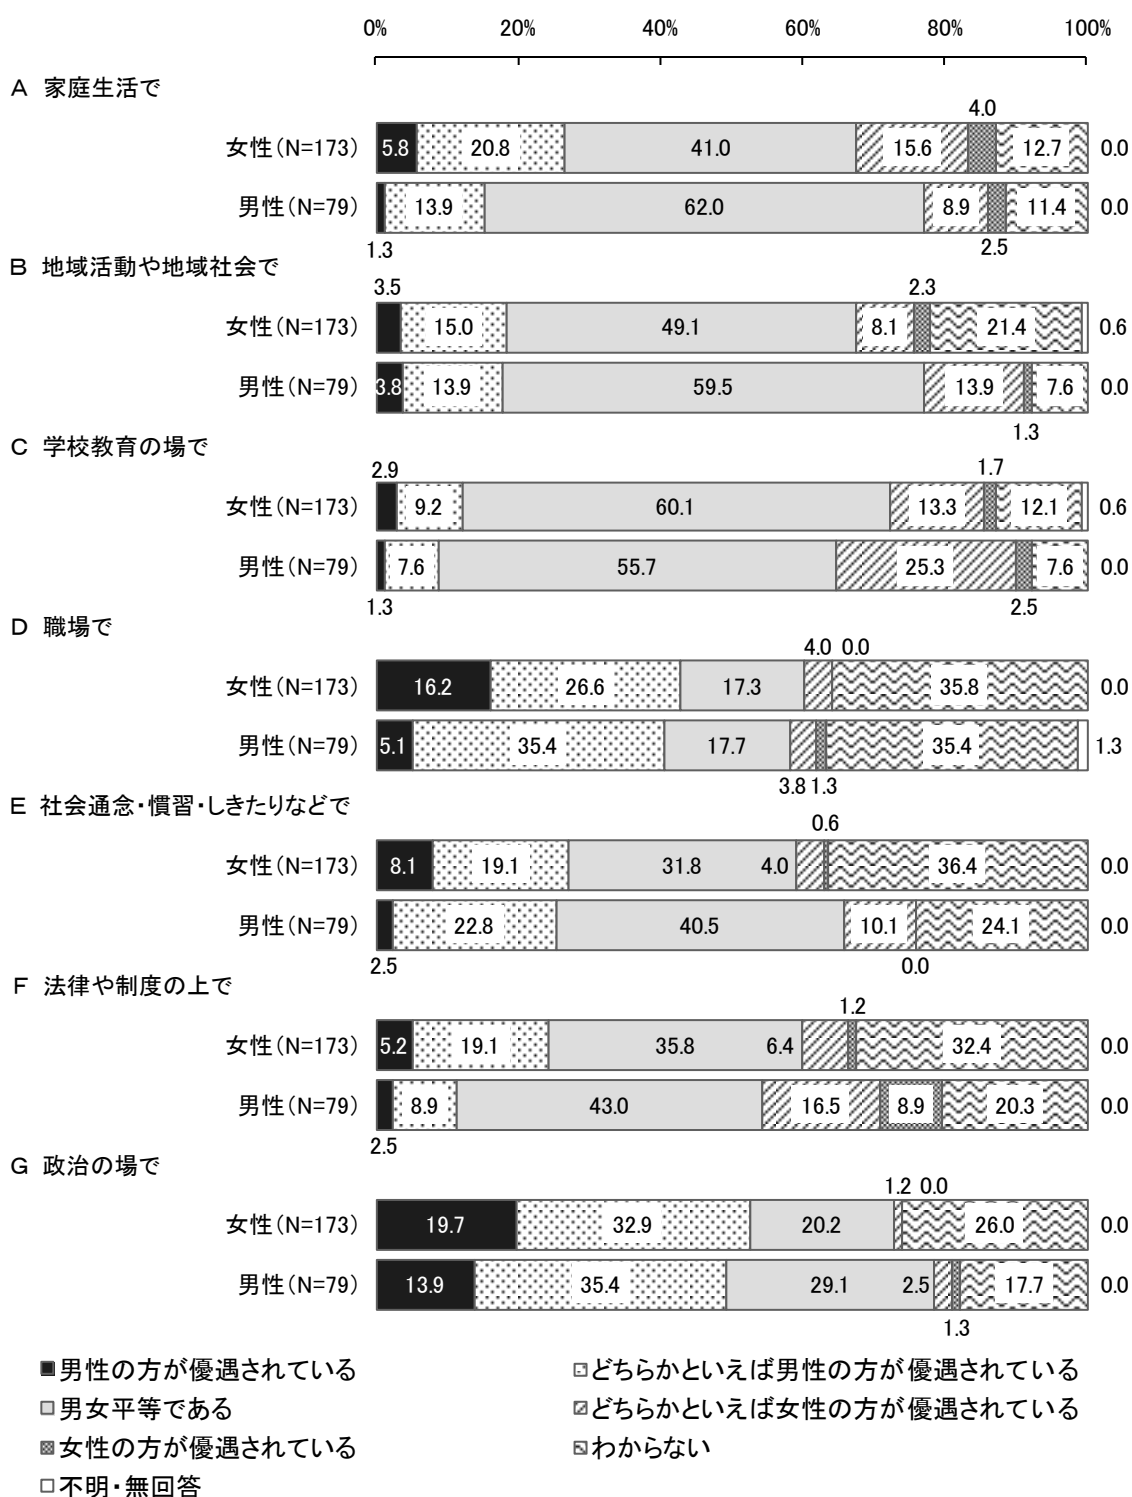 0% 20% 40% 60% 80% 100%
A 家庭生活で
4.0
女性(N=173) 5.8 20.8 41.0 15.6 12.7 0.0
男性(N=79) 13.9 62.0 8.9 11.4 0.0
1.3 2.5
B 地域活動や地域社会で
3.5 2.3
女性(N=173) 15.0 49.1 8.1 21.4 0.6
男性(N=79) 3.8 13.9 59.5 13.9 7.6 0.0
1.3
C 学校教育の場で
2.9 1.7
女性(N=173) 9.2 60.1 13.3 12.1 0.6
男性(N=79) 7.6 55.7 25.3 7.6 0.0
1.3 2.5
D 職場で
4.0 0.0
女性(N=173) 16.2 26.6 17.3 35.8 0.0
男性(N=79) 5.1 35.4 17.7 35.4 1.3
3.8 1.3
E 社会通念・慣習・しきたりなどで
0.6
女性(N=173) 8.1 19.1 31.8 4.0 36.4 0.0
男性(N=79) 22.8 40.5 10.1 24.1 0.0
2.5 0.0
F 法律や制度の上で
1.2
女性(N=173) 5.2 19.1 35.8 6.4 32.4 0.0
男性(N=79) 8.9 43.0 16.5 8.9 20.3 0.0
2.5
G 政治の場で
1.2 0.0
女性(N=173) 19.7 32.9 20.2 26.0 0.0
男性(N=79) 13.9 35.4 29.1 2.5 17.7 0.0
1.3
男性の方が優遇されている どちらかといえば男性の方が優遇されている
男女平等である どちらかといえば女性の方が優遇されている
女性の方が優遇されている わからない
不明・無回答